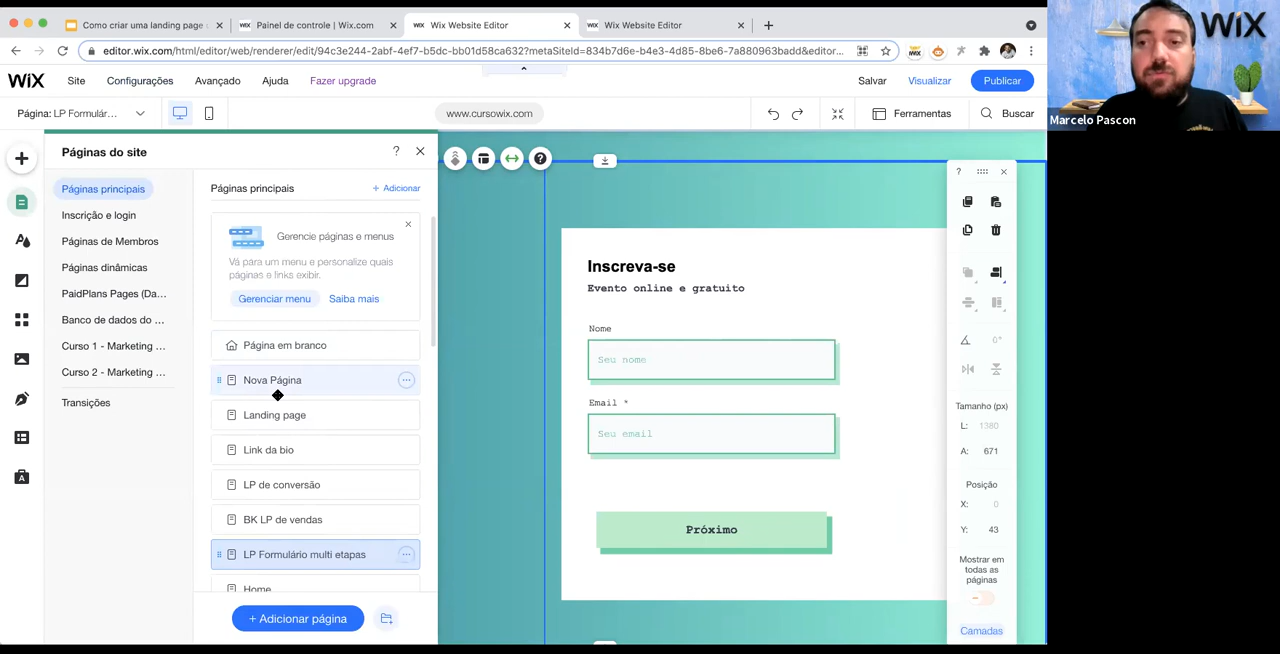 Como criar uma landing page
Painel de controle | Wix.com
Wix Website Editor
Wix Website Editor
editor.wix.com/html/editor/web/renderer/edit/94c3e244-2abf-4ef7-b5dc-bb01d58ca632?metaSiteId=834b7d6e-b4e3-4d85-8be6-7a880963badd&editor...
WIX
Site
Configurações
Avançado
Ajuda
Fazer upgrade
Salvar
Visualizar
Publicar
Página: LP Formulár...
www.cursowix.com
Ferramentas
Buscar
Páginas do site
Páginas principais
Inscrição e login
Páginas de Membros
Páginas dinâmicas
PaidPlans Pages (Da...
Banco de dados do ...
Curso 1 - Marketing ...
Curso 2 - Marketing ...
Transições
Páginas principais
+ Adicionar
Gerencie páginas e menus
Vá para um menu e personalize quais
páginas e links exibir.
Gerenciar menu
Saiba mais
Página em branco
Nova Página
Landing page
Link da bio
LP de conversão
BK LP de vendas
LP Formulário multi etapas
Home
+ Adicionar página
Inscreva-se
Evento online e gratuito
Nome
Seu nome
Email *
Seu email
Próximo
0°
Tamanho (px)
L: 1380
A: 671
Posição
X: 0
Y: 43
Mostrar em
todas as
páginas
Camadas
WIX
Marcelo Pascon